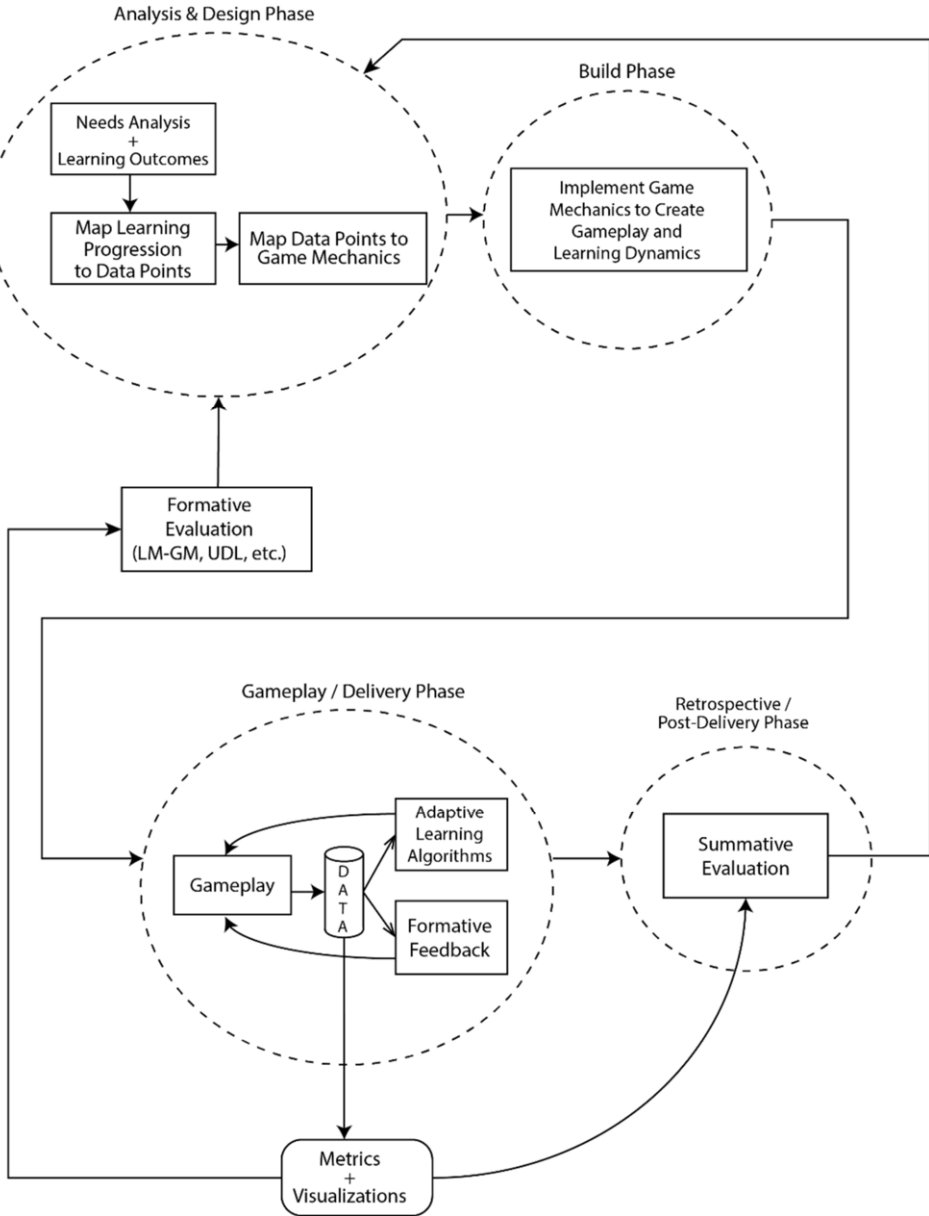 Analysis & Design Phase
Build Phase
Needs Analysis
+
Learning Outcomes
Map Learning
Progression
to Data Points
Map Data Points to
Game Mechanics
Implement Game
Mechanics to Create
Gameplay and
Learning Dynamics
Formative
Evaluation
(LM-GM, UDL, etc.)
Gameplay / Delivery Phase
Retrospective /
Post-Delivery Phase
Gameplay
D
A
T
A
Adaptive
Learning
Algorithms
Formative
Feedback
Summative
Evaluation
Metrics
+
Visualizations